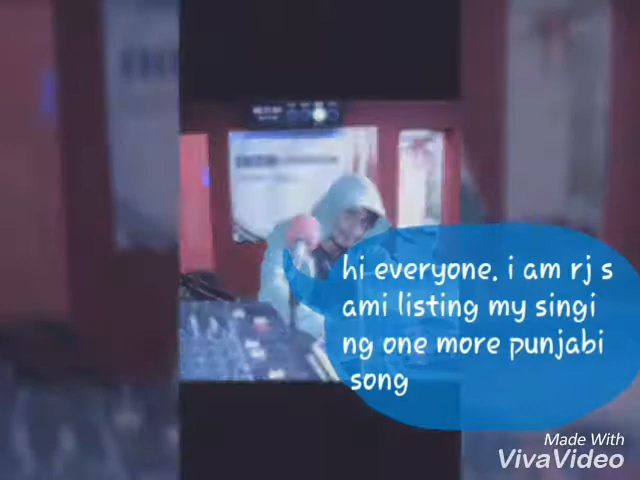 hi everyone. i am rj s
ami listing my singi
ng one more punjabi
song
Made With
VivaVideo